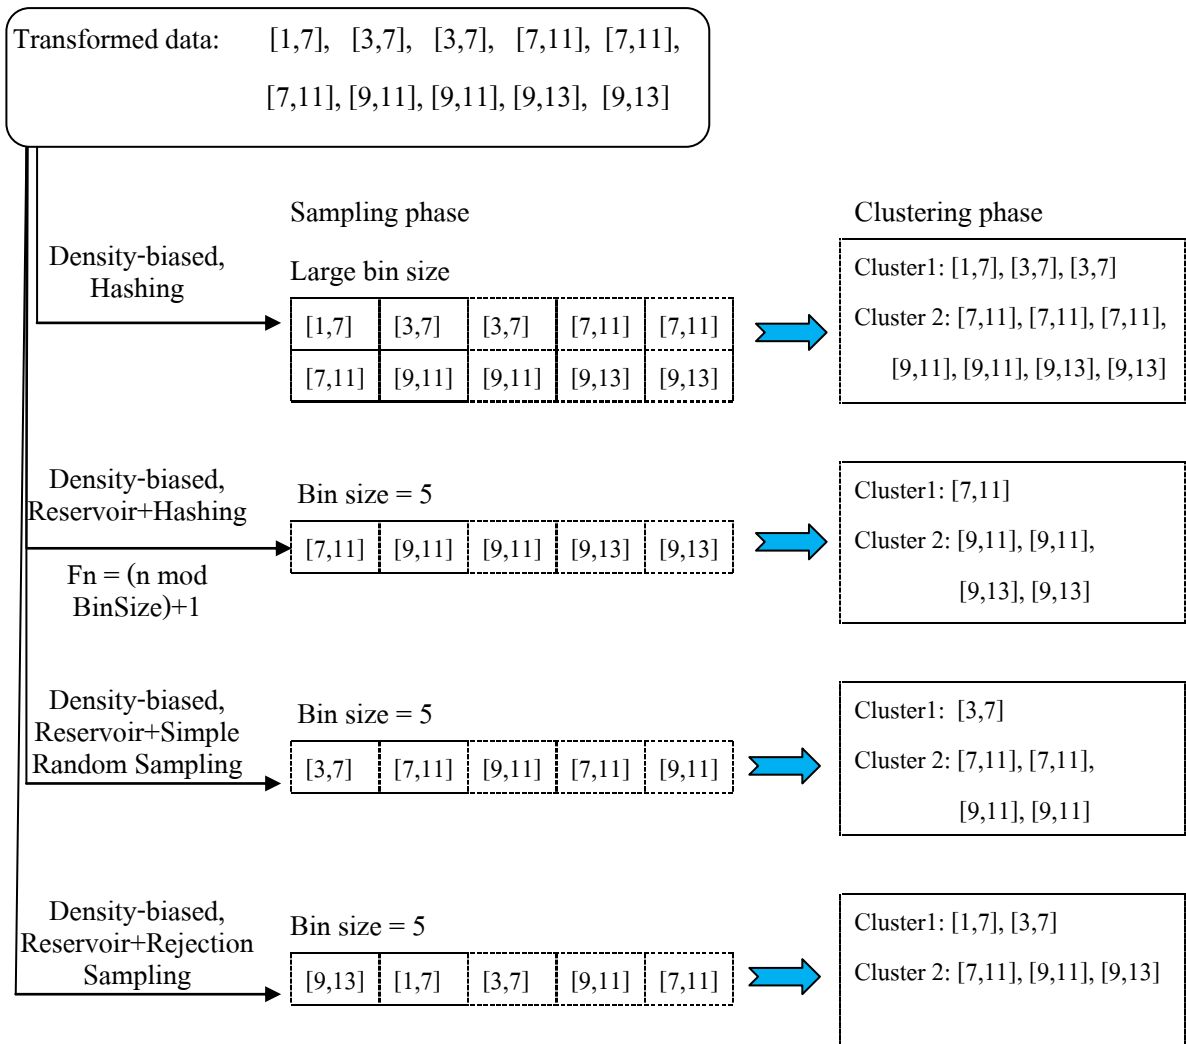 Transformed data: [1,7], [3,7], [3,7], [7,11], [7,11],
[7,11], [9,11], [9,11], [9,13], [9,13]
Sampling phase
Clustering phase
Density-biased,
Hashing
Large bin size
[1,7] [3,7] [3,7] [7,11] [7,11]
[7,11] [9,11] [9,11] [9,13] [9,13]
Cluster1: [1,7], [3,7], [3,7]
Cluster 2: [7,11], [7,11], [7,11],
[9,11], [9,11], [9,13], [9,13]
Density-biased,
Reservoir+Hashing
Fn = (n mod
BinSize)+1
Bin size = 5
[7,11] [9,11] [9,11] [9,13] [9,13]
Cluster1: [7,11]
Cluster 2: [9,11], [9,11],
[9,13], [9,13]
Density-biased,
Reservoir+Simple
Random Sampling
Bin size = 5
[3,7] [7,11] [9,11] [7,11] [9,11]
Cluster1: [3,7]
Cluster 2: [7,11], [7,11],
[9,11], [9,11]
Density-biased,
Reservoir+Rejection
Sampling
Bin size = 5
[9,13] [1,7] [3,7] [9,11] [7,11]
Cluster1: [1,7], [3,7]
Cluster 2: [7,11], [9,11], [9,13]